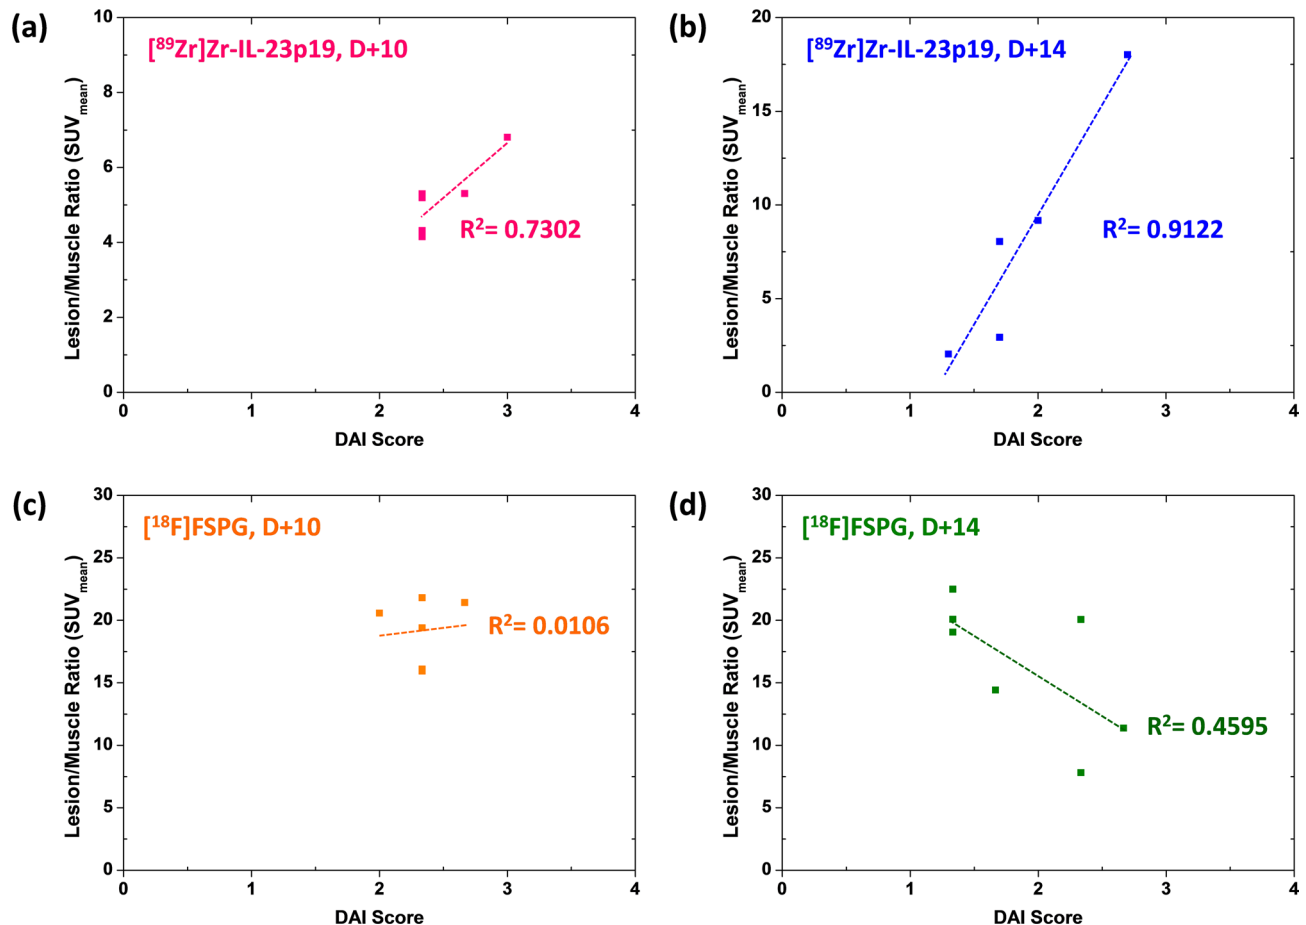 (a)
[⁸⁹Zr]Zr-IL-23p19, D+10
Lesion/Muscle Ratio (SUVmean)
10
8
6
4
2
0
R²= 0.7302
0 1 2 3 4
DAI Score
(b)
[⁸⁹Zr]Zr-IL-23p19, D+14
Lesion/Muscle Ratio (SUVmean)
20
15
10
5
0
R²= 0.9122
0 1 2 3 4
DAI Score
(c)
[¹⁸F]FSPG, D+10
Lesion/Muscle Ratio (SUVmean)
30
25
20
15
10
5
0
R²= 0.0106
0 1 2 3 4
DAI Score
(d)
[¹⁸F]FSPG, D+14
Lesion/Muscle Ratio (SUVmean)
30
25
20
15
10
5
0
R²= 0.4595
0 1 2 3 4
DAI Score